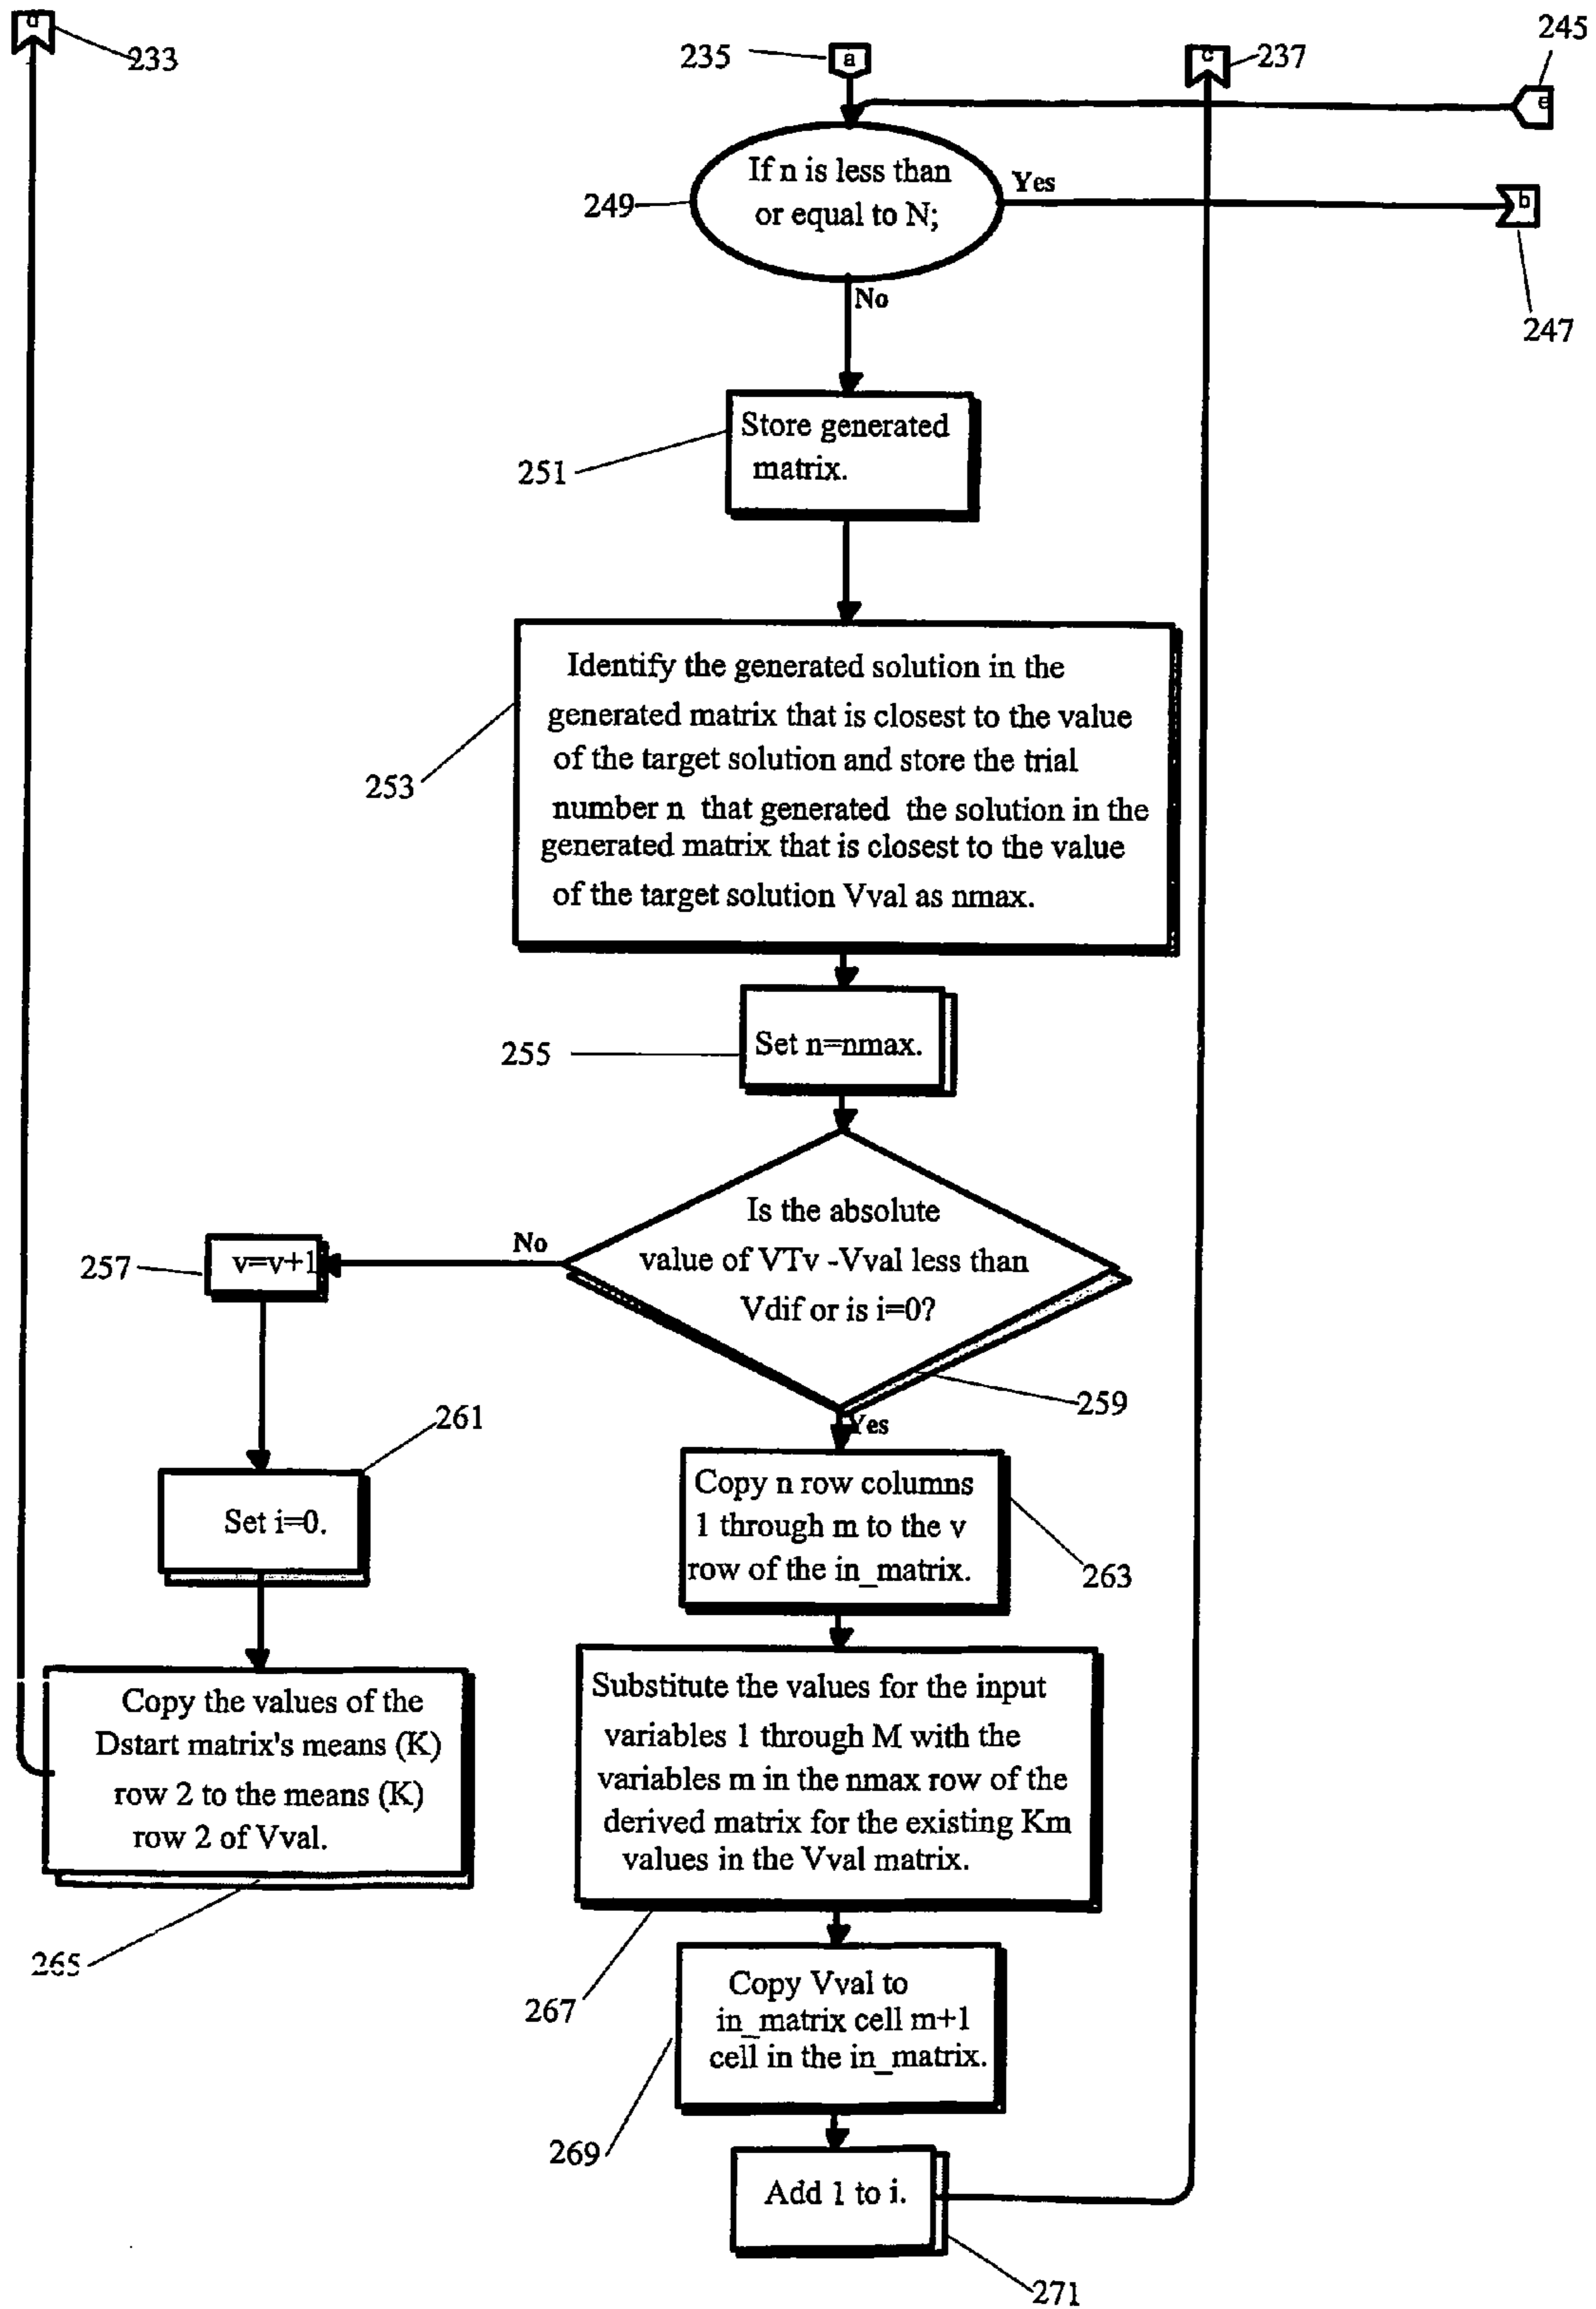 233
235
a
c
237
245
e
If n is less than
or equal to N;
249
Yes
b
247
No
Store generated
matrix.
251
Identify the generated solution in the
generated matrix that is closest to the value
of the target solution and store the trial
number n that generated the solution in the
generated matrix that is closest to the value
of the target solution Vval as nmax.
253
Set n=nmax.
255
Is the absolute
value of VTv -Vval less than
Vdif or is i=0?
259
No
v=v+1
257
Set i=0.
261
Copy the values of the
Dstart matrix's means (K)
row 2 to the means (K)
row 2 of Vval.
265
Yes
Copy n row columns
1 through m to the v
row of the in_matrix.
263
Substitute the values for the input
variables 1 through M with the
variables m in the nmax row of the
derived matrix for the existing Km
values in the Vval matrix.
267
Copy Vval to
in_matrix cell m+1
cell in the in_matrix.
269
Add 1 to i.
271